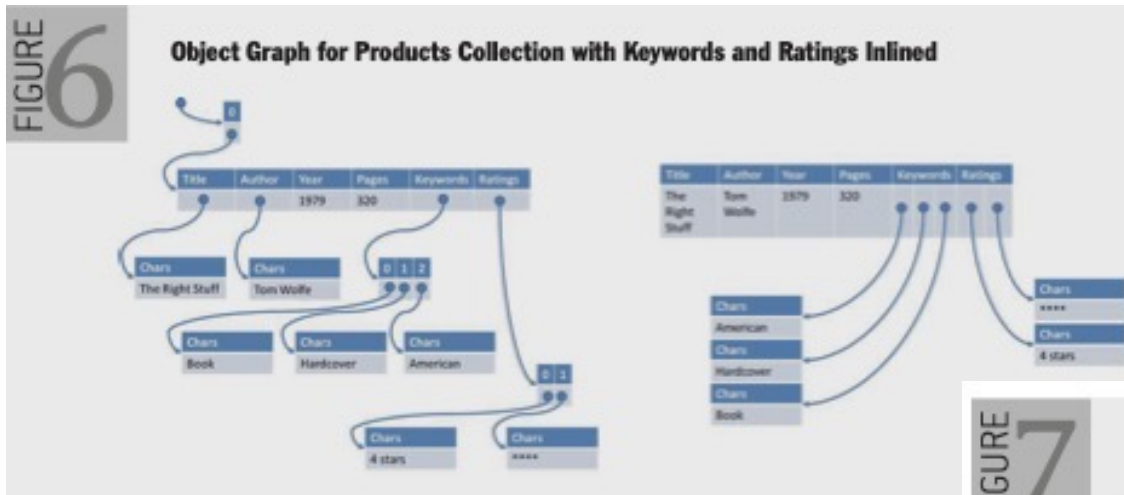 FIGURE 6
Object Graph for Products Collection with Keywords and Ratings Inlined
0
Title Author Year Pages Keywords Ratings
1979 320
Chars
The Right Stuff
Chars
Tom Wolfe
0 1 2
Chars
Book
Chars
Hardcover
Chars
American
0 1
Chars
4 stars
Chars
****
Title Author Year Pages Keywords Ratings
The Tom 1979 320
Right Wolfe
Stuff
Chars
American
Chars
Hardcover
Chars
Book
Chars
****
Chars
4 stars
GURE 7